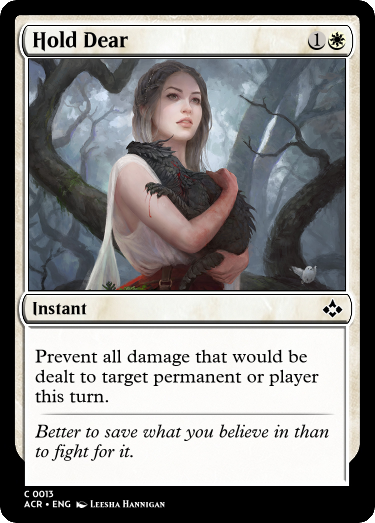 Hold Dear
1
Instant
Prevent all damage that would be
dealt to target permanent or player
this turn.
Better to save what you believe in than
to fight for it.
C 0013
ACR • ENG Leesha Hannigan